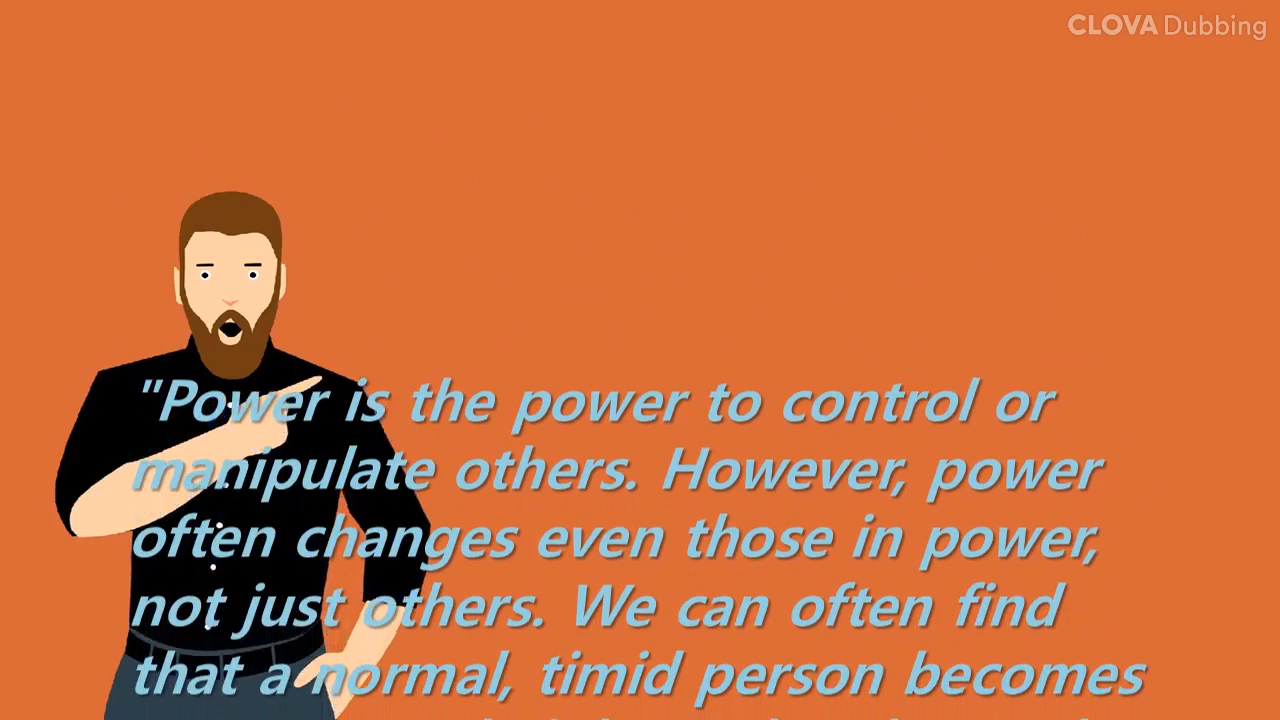 CLOVA Dubbing
"Power is the power to control or
manipulate others. However, power
often changes even those in power,
not just others. We can often find
that a normal, timid person becomes